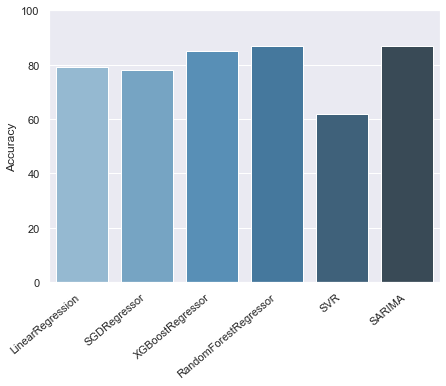 100
80
60
40
20
0
Accuracy
LinearRegression
SGDRegressor
XGBoostRegressor
RandomForestRegressor
SVR
SARIMA